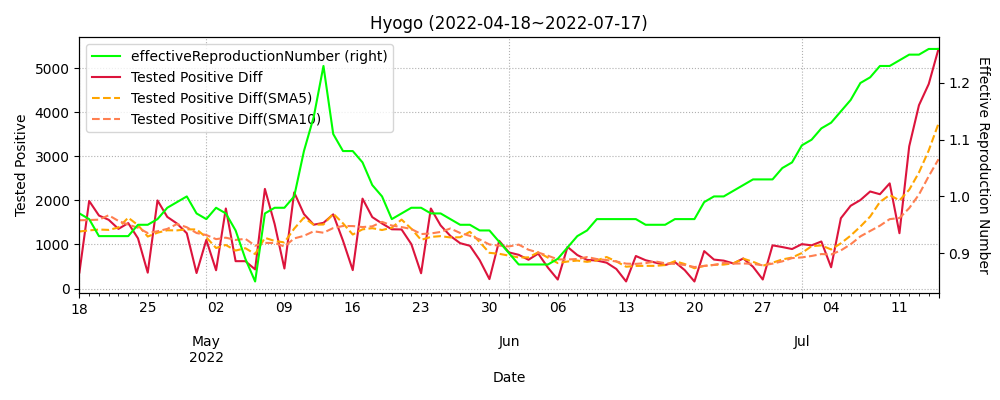 Hyogo (2022-04-18~2022-07-17)
effectiveReproductionNumber (right)
Tested Positive Diff
Tested Positive Diff(SMA5)
Tested Positive Diff(SMA10)
Tested Positive
5000
4000
3000
2000
1000
0
Effective Reproduction Number
1.2
1.1
1.0
0.9
18 25 02 09 16 23 30 06 13 20 27 04 11
May Jun Jul
2022
Date